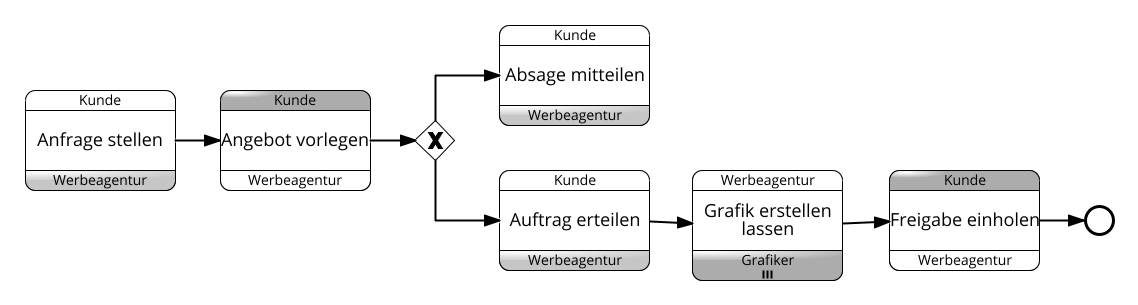 Kunde
Anfrage stellen
Werbeagentur
Kunde
Angebot vorlegen
Werbeagentur
X
Kunde
Absage mitteilen
Werbeagentur
Kunde
Auftrag erteilen
Werbeagentur
Werbeagentur
Grafik erstellen
lassen
Grafiker
Kunde
Freigabe einholen
Werbeagentur